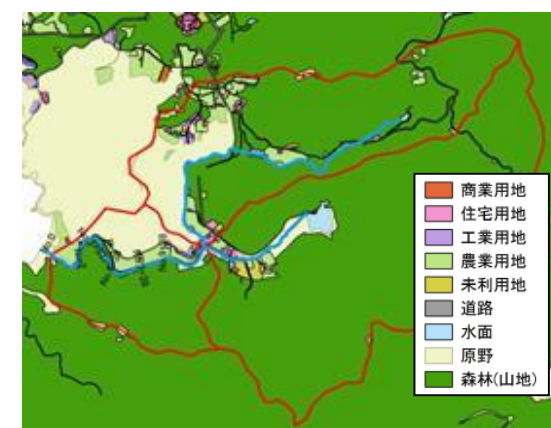 商業用地
住宅用地
工業用地
農業用地
未利用地
道路
水面
原野
森林(山地)